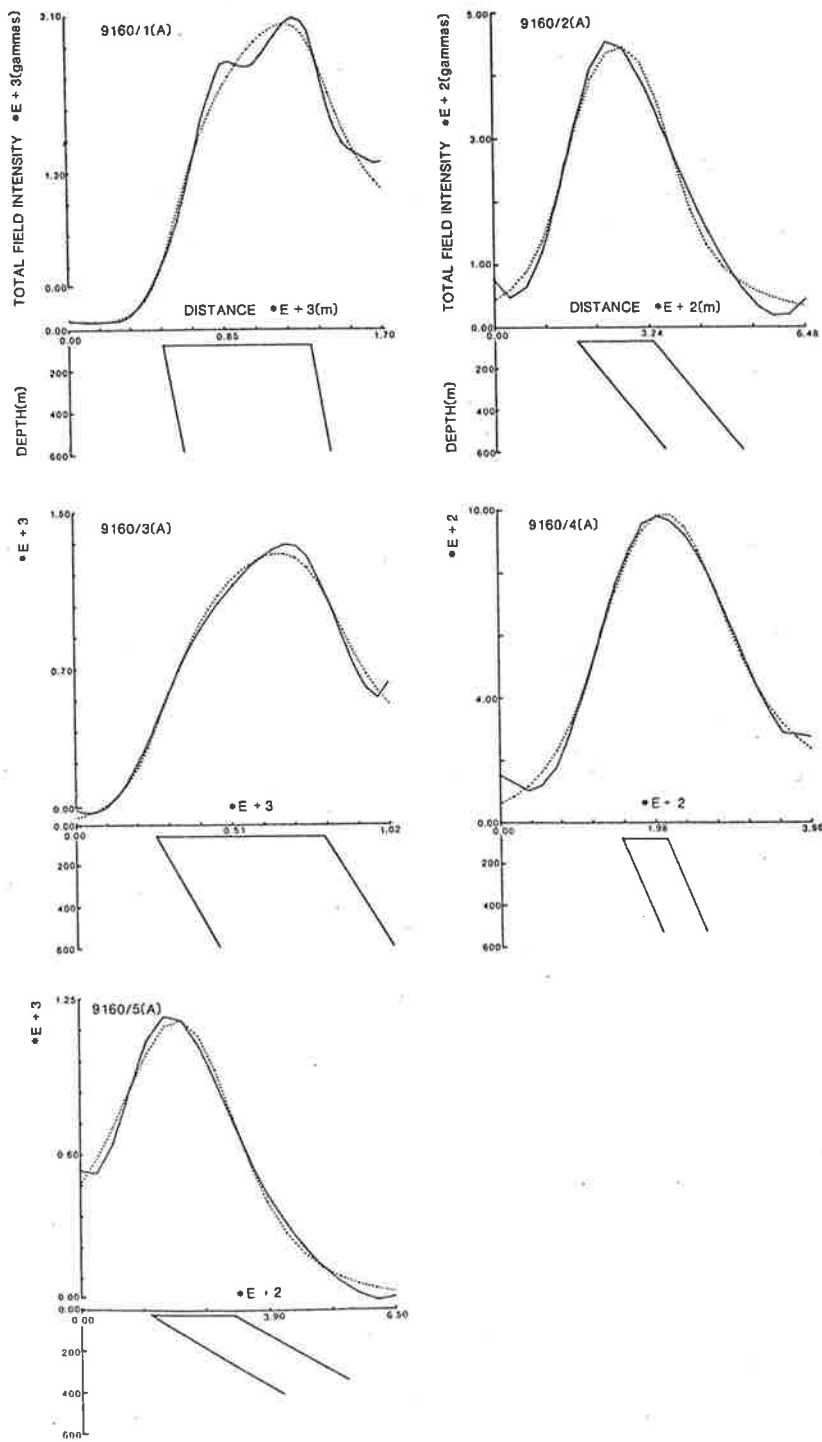 9160/1(A)
TOTAL FIELD INTENSITY *E + 3(gammas)
1.20
0.00
0.00
DISTANCE *E + 3(m)
0.00
0.85
1.70
DEPTH(m)
200
400
600
9160/2(A)
TOTAL FIELD INTENSITY *E + 2(gammas)
5.00
3.00
1.00
0.00
DISTANCE *E + 2(m)
0.00
3.24
6.48
DEPTH(m)
200
400
600
9160/3(A)
*E + 3
1.50
0.70
0.00
0.00
*E + 3
0.00
0.51
1.02
200
400
600
9160/4(A)
*E + 2
10.00
4.00
0.00
*E + 2
0.00
1.98
200
400
600
9160/5(A)
*E + 3
1.25
0.60
0.00
0.00
*E + 2
0.00
3.90
6.50
200
400
600